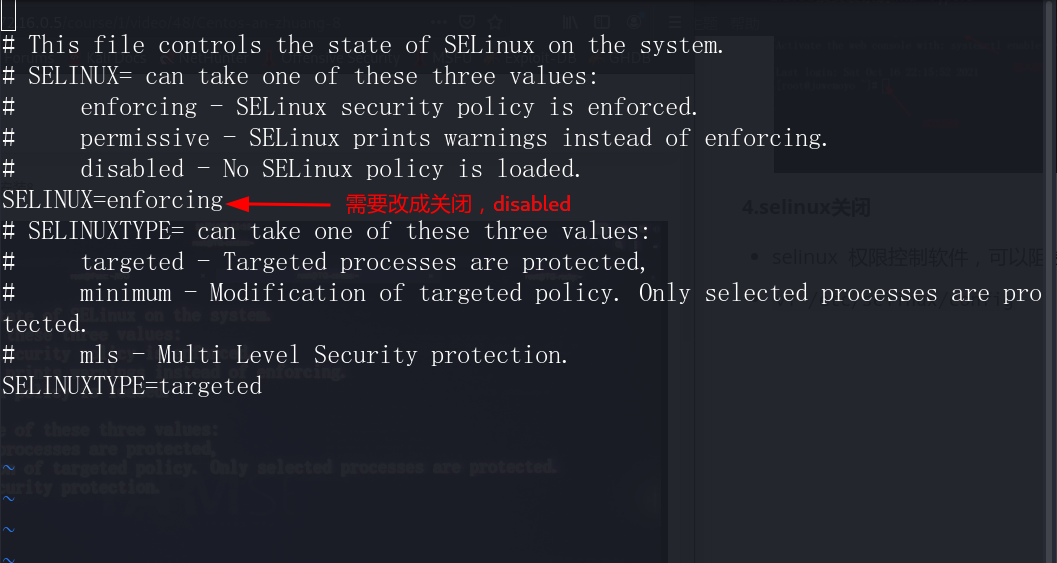 # This file controls the state of SELinux on the system.
# SELINUX= can take one of these three values:
#     enforcing - SELinux security policy is enforced.
#     permissive - SELinux prints warnings instead of enforcing.
#     disabled - No SELinux policy is loaded.
SELINUX=enforcing 需要改成关闭，disabled
# SELINUXTYPE= can take one of these three values:
#     targeted - Targeted processes are protected,
#     minimum - Modification of targeted policy. Only selected processes are pro
tected.
#     mls - Multi Level Security protection.
SELINUXTYPE=targeted
~
~
~
~
4.selinux关闭
selinux 权限控制软件，可以阻